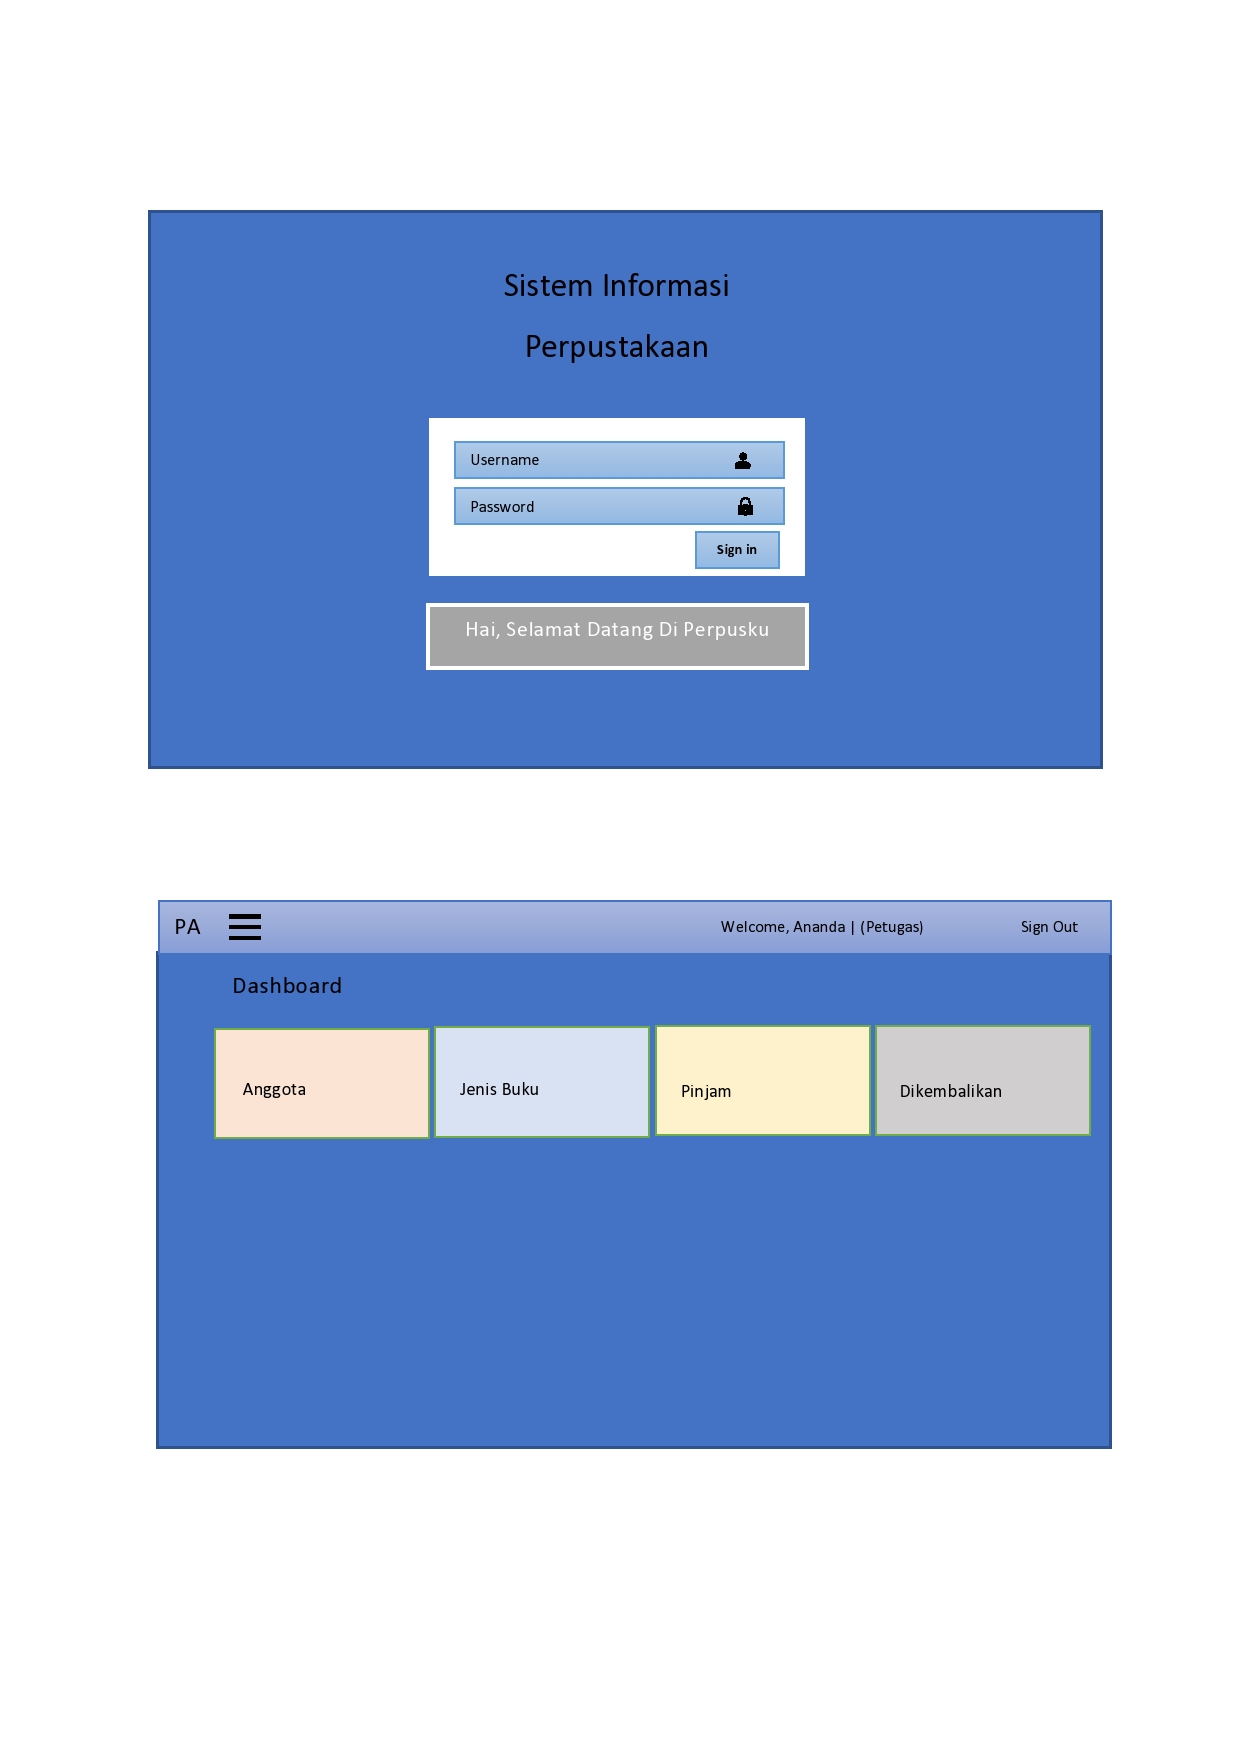 Sistem Informasi
Perpustakaan
Username
Password
Sign in
Hai, Selamat Datang Di Perpusku
PA Welcome, Ananda | (Petugas) Sign Out
Dashboard
Anggota Jenis Buku Pinjam Dikembalikan